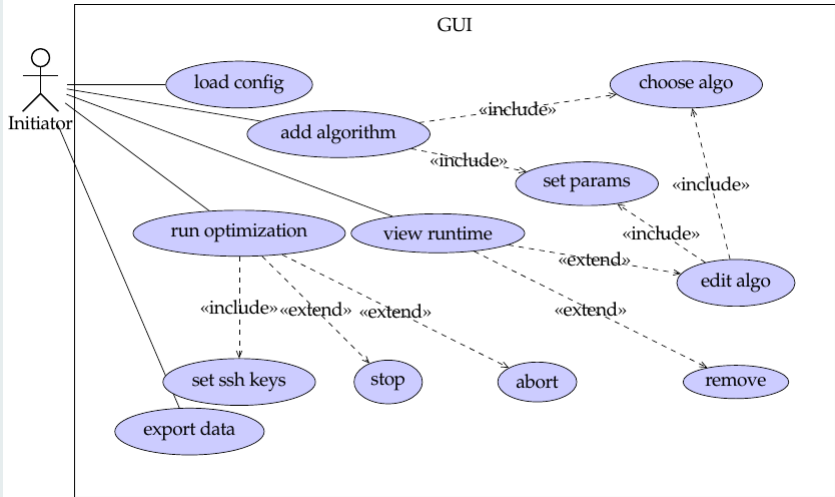 GUI
load config
choose algo
«include»
Initiator
add algorithm
«include»
set params
«include»
run optimization
view runtime
«include»
«extend»
edit algo
«include»
«extend»
«extend»
«extend»
set ssh keys
stop
abort
remove
export data